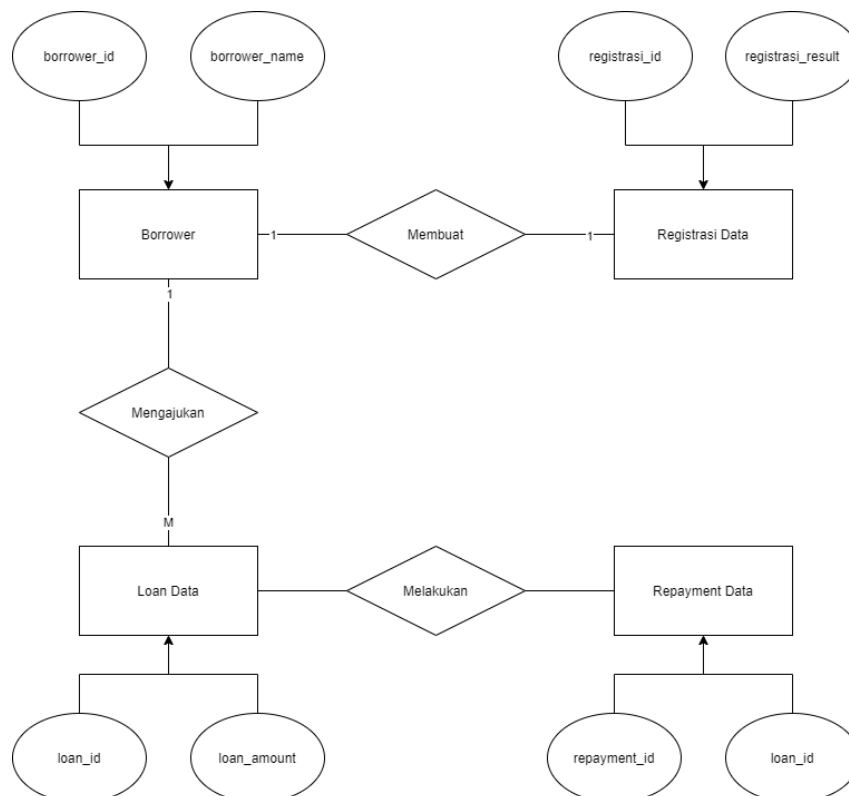 borrower_id
borrower_name
registrasi_id
registrasi_result
Borrower
1
Membuat
1
Registrasi Data
1
Mengajukan
M
Loan Data
Melakukan
Repayment Data
loan_id
loan_amount
repayment_id
loan_id